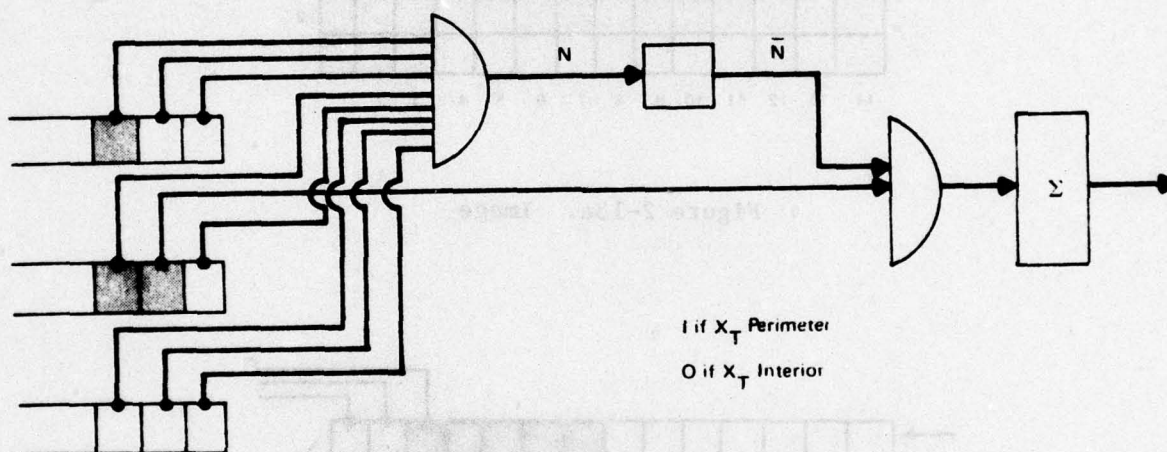 N
N̄
Σ
1 if X_T Perimeter
0 if X_T Interior